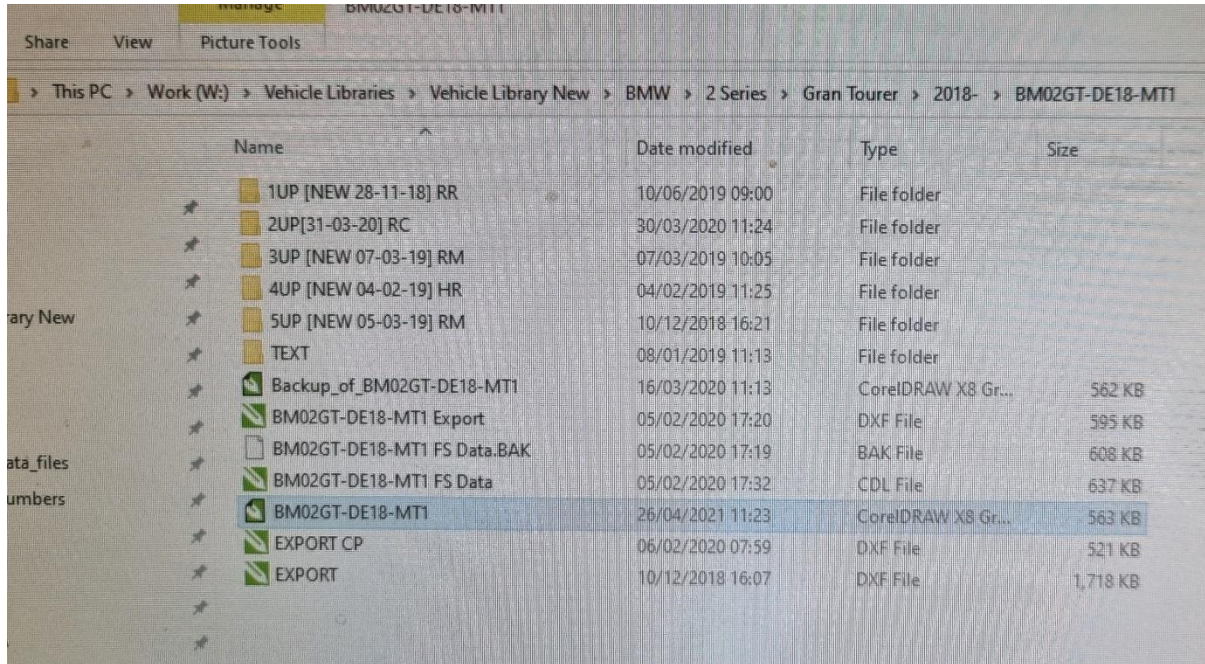 Manage BM02GT-DE18-MT1
Share View Picture Tools
> This PC > Work (W:) > Vehicle Libraries > Vehicle Library New > BMW > 2 Series > Gran Tourer > 2018- > BM02GT-DE18-MT1
Name Date modified Type Size
1UP [NEW 28-11-18] RR 10/06/2019 09:00 File folder
2UP[31-03-20] RC 30/03/2020 11:24 File folder
3UP [NEW 07-03-19] RM 07/03/2019 10:05 File folder
4UP [NEW 04-02-19] HR 04/02/2019 11:25 File folder
rary New 5UP [NEW 05-03-19] RM 10/12/2018 16:21 File folder
TEXT 08/01/2019 11:13 File folder
Backup_of_BM02GT-DE18-MT1 16/03/2020 11:13 CorelDRAW X8 Gr... 562 KB
BM02GT-DE18-MT1 Export 05/02/2020 17:20 DXF File 595 KB
BM02GT-DE18-MT1 FS Data.BAK 05/02/2020 17:19 BAK File 608 KB
ata_files BM02GT-DE18-MT1 FS Data 05/02/2020 17:32 CDL File 637 KB
umbers BM02GT-DE18-MT1 26/04/2021 11:23 CorelDRAW X8 Gr... 563 KB
EXPORT CP 06/02/2020 07:59 DXF File 521 KB
EXPORT 10/12/2018 16:07 DXF File 1,718 KB